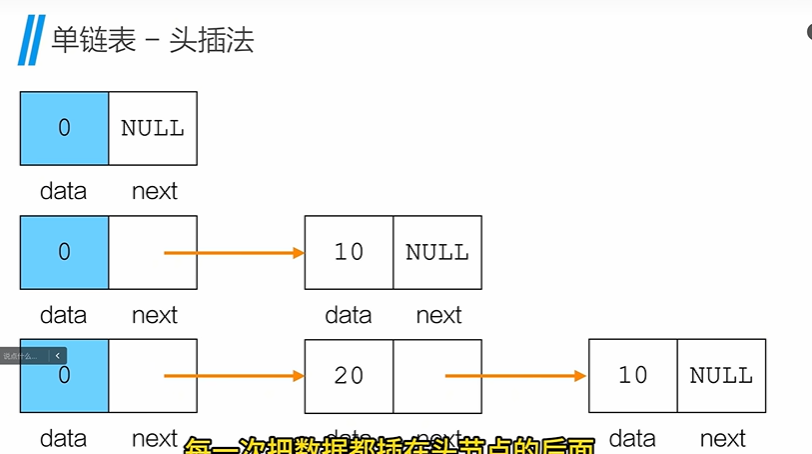 单链表 - 头插法
0 NULL
data next
0 10 NULL
data next data next
说点什么...
0 20 10 NULL
data next data next data next
每一次把数据都插在头节点的后面